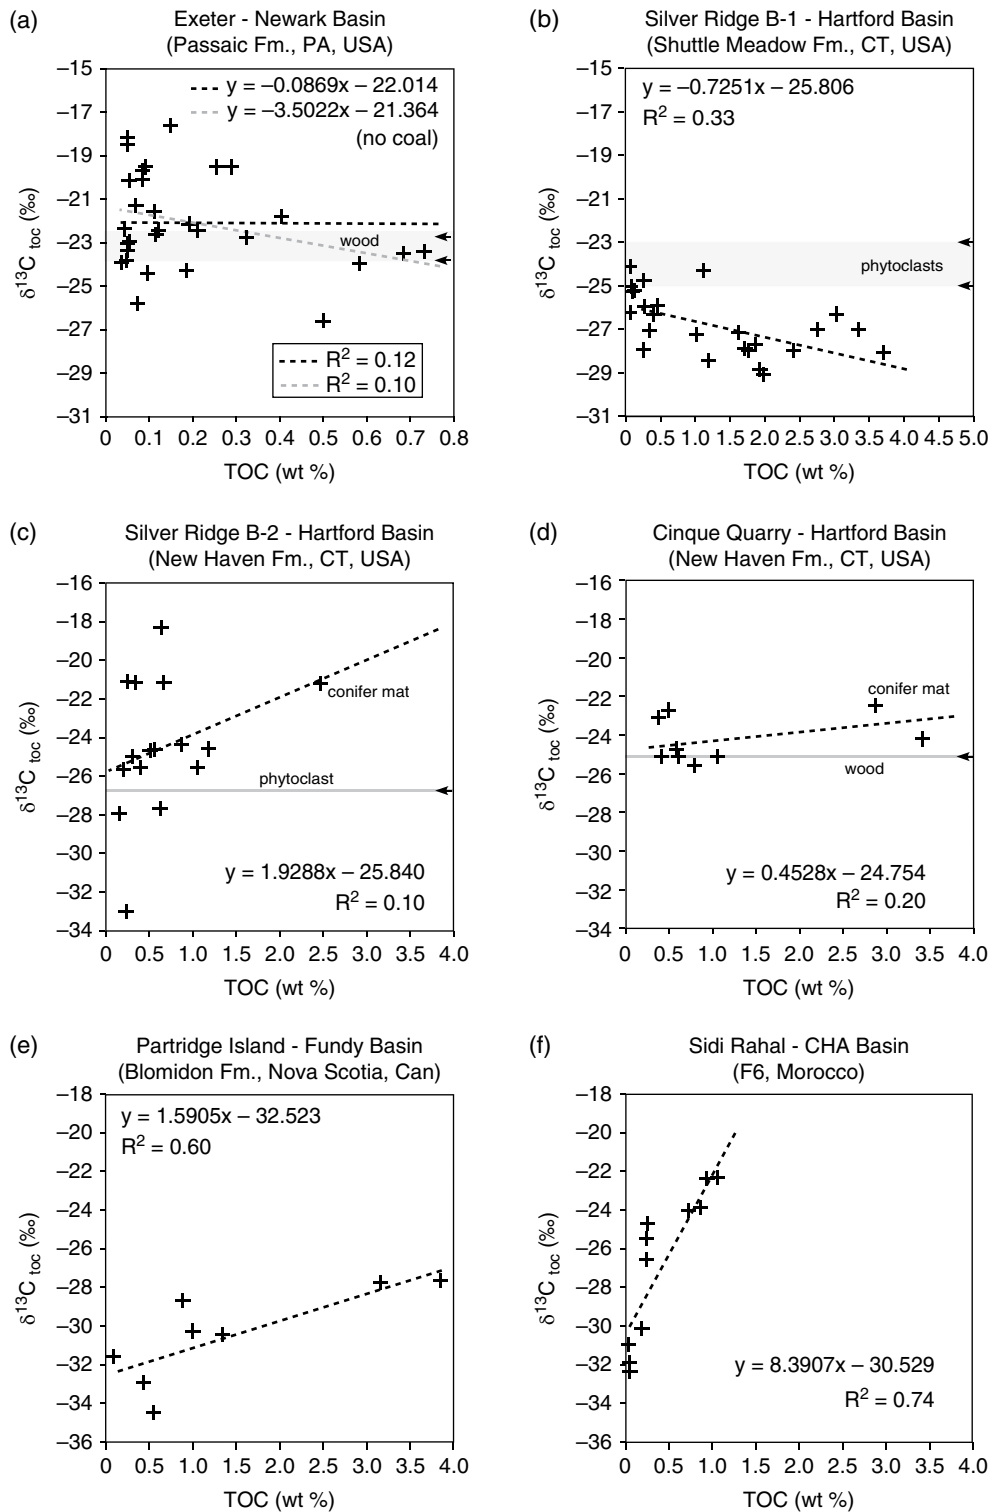 (a)
Exeter - Newark Basin
(Passaic Fm., PA, USA)
–15
–17
–19
–21
–23
–25
–27
–29
–31
δ¹³C toc (‰)
y = –0.0869x – 22.014
y = –3.5022x – 21.364
(no coal)
wood
R² = 0.12
R² = 0.10
0 0.1 0.2 0.3 0.4 0.5 0.6 0.7 0.8
TOC (wt %)
(b)
Silver Ridge B-1 - Hartford Basin
(Shuttle Meadow Fm., CT, USA)
–15
–17
–19
–21
–23
–25
–27
–29
–31
δ¹³C toc (‰)
y = –0.7251x – 25.806
R² = 0.33
phytoclasts
0 0.5 1.0 1.5 2.0 2.5 3.0 3.5 4.0 4.5 5.0
TOC (wt %)
(c)
Silver Ridge B-2 - Hartford Basin
(New Haven Fm., CT, USA)
–16
–18
–20
–22
–24
–26
–28
–30
–32
–34
δ¹³C toc (‰)
conifer mat
phytoclast
y = 1.9288x – 25.840
R² = 0.10
0 0.5 1.0 1.5 2.0 2.5 3.0 3.5 4.0
TOC (wt %)
(d)
Cinque Quarry - Hartford Basin
(New Haven Fm., CT, USA)
–16
–18
–20
–22
–24
–26
–28
–30
–32
–34
δ¹³C toc (‰)
conifer mat
wood
y = 0.4528x – 24.754
R² = 0.20
0 0.5 1.0 1.5 2.0 2.5 3.0 3.5 4.0
TOC (wt %)
(e)
Partridge Island - Fundy Basin
(Blomidon Fm., Nova Scotia, Can)
–18
–20
–22
–24
–26
–28
–30
–32
–34
–36
δ¹³C toc (‰)
y = 1.5905x – 32.523
R² = 0.60
0 0.5 1.0 1.5 2.0 2.5 3.0 3.5 4.0
TOC (wt %)
(f)
Sidi Rahal - CHA Basin
(F6, Morocco)
–18
–20
–22
–24
–26
–28
–30
–32
–34
–36
δ¹³C toc (‰)
y = 8.3907x – 30.529
R² = 0.74
0 0.5 1.0 1.5 2.0 2.5 3.0 3.5 4.0
TOC (wt %)